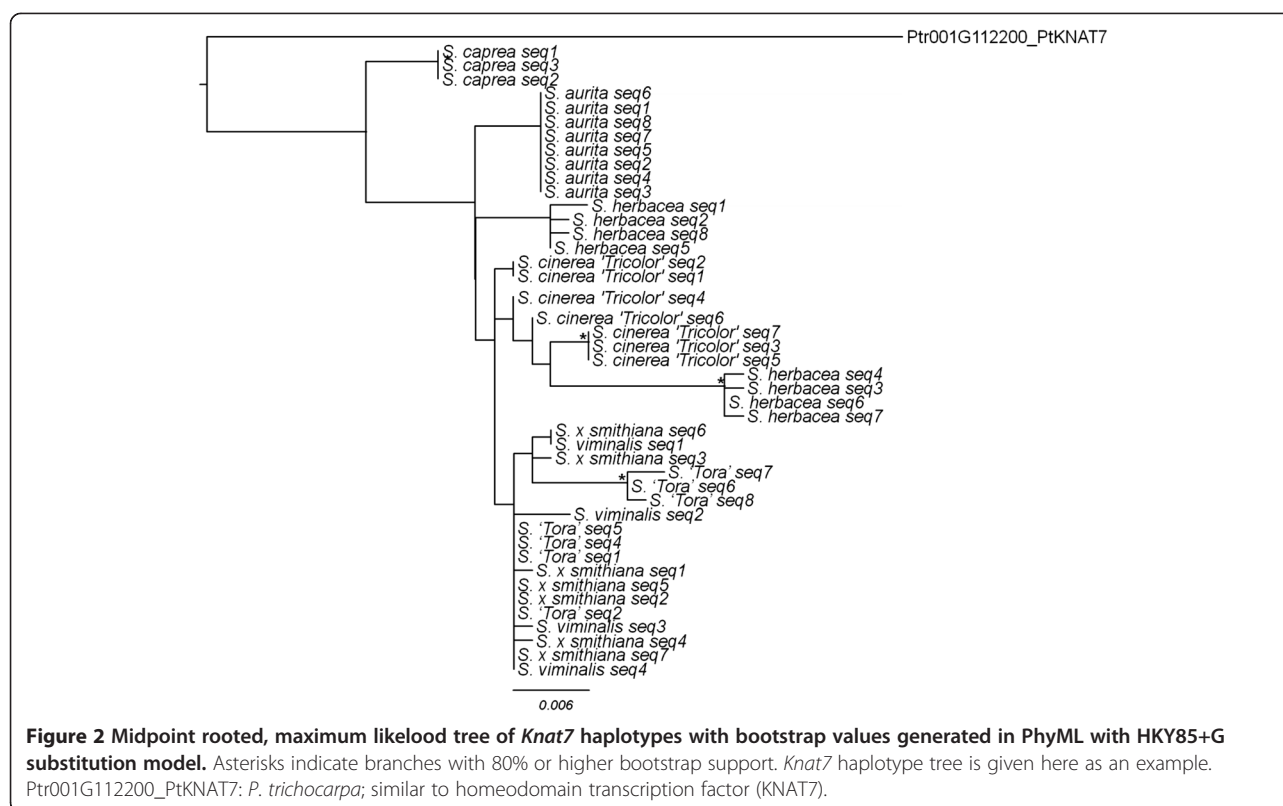 Ptr001G112200_PtKNAT7
S. caprea seq1
S. caprea seq3
S. caprea seq2
S. aurita seq6
S. aurita seq1
S. aurita seq8
S. aurita seq7
S. aurita seq5
S. aurita seq2
S. aurita seq4
S. aurita seq3
S. herbacea seq1
S. herbacea seq2
S. herbacea seq8
S. herbacea seq5
S. cinerea 'Tricolor' seq2
S. cinerea 'Tricolor' seq1
S. cinerea 'Tricolor' seq4
S. cinerea 'Tricolor' seq6
* S. cinerea 'Tricolor' seq7
S. cinerea 'Tricolor' seq3
S. cinerea 'Tricolor' seq5
* S. herbacea seq4
S. herbacea seq3
S. herbacea seq6
S. herbacea seq7
S. x smithiana seq6
S. viminalis seq1
S. x smithiana seq3
* S. ‘Tora’ seq7
S. ‘Tora’ seq6
S. ‘Tora’ seq8
S. viminalis seq2
S. ‘Tora’ seq5
S. ‘Tora’ seq4
S. ‘Tora’ seq1
S. x smithiana seq1
S. x smithiana seq5
S. x smithiana seq2
S. ‘Tora’ seq2
S. viminalis seq3
S. x smithiana seq4
S. x smithiana seq7
S. viminalis seq4
0.006
Figure 2 Midpoint rooted, maximum likelood tree of Knat7 haplotypes with bootstrap values generated in PhyML with HKY85+G
substitution model. Asterisks indicate branches with 80% or higher bootstrap support. Knat7 haplotype tree is given here as an example.
Ptr001G112200_PtKNAT7: P. trichocarpa; similar to homeodomain transcription factor (KNAT7).